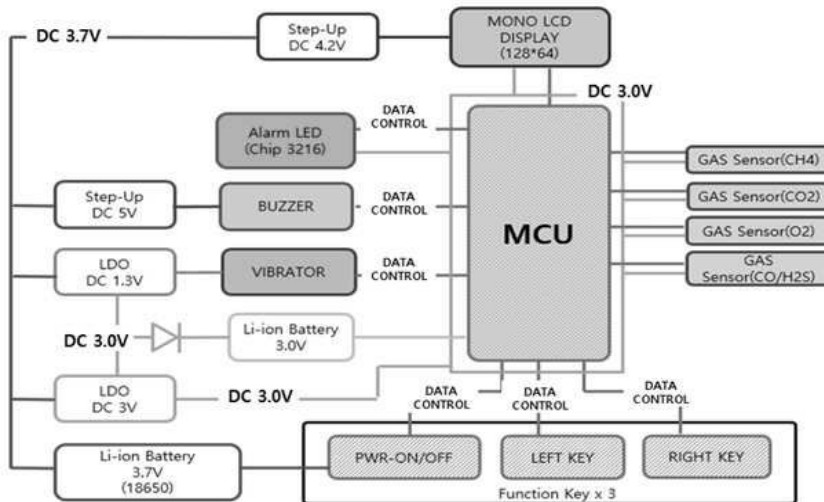 DC 3.7V
Step-Up
DC 4.2V
MONO LCD
DISPLAY
(128*64)
DC 3.0V
DATA
CONTROL
Alarm LED
(Chip 3216)
GAS Sensor(CH4)
Step-Up
DC 5V
BUZZER
DATA
CONTROL
MCU
GAS Sensor(CO2)
GAS Sensor(O2)
LDO
DC 1.3V
VIBRATOR
DATA
CONTROL
GAS
Sensor(CO/H2S)
DC 3.0V
Li-ion Battery
3.0V
LDO
DC 3V
DC 3.0V
DATA
CONTROL
DATA
CONTROL
DATA
CONTROL
Li-ion Battery
3.7V
(18650)
PWR-ON/OFF
LEFT KEY
RIGHT KEY
Function Key x 3